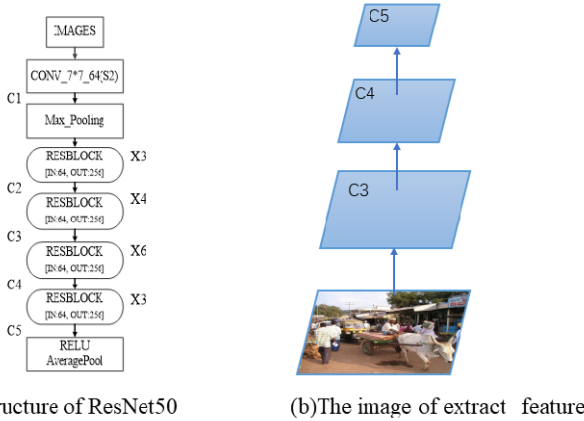 IMAGES
CONV_7*7_64(S2)
C1
Max_Pooling
RESBLOCK
[IN:64, OUT:256]
X3
C2
RESBLOCK
[IN:64, OUT:256]
X4
C3
RESBLOCK
[IN:64, OUT:256]
X6
C4
RESBLOCK
[IN:64, OUT:256]
X3
C5
RELU
AveragePool
ructure of ResNet50
C5
C4
C3
(b)The image of extract feature